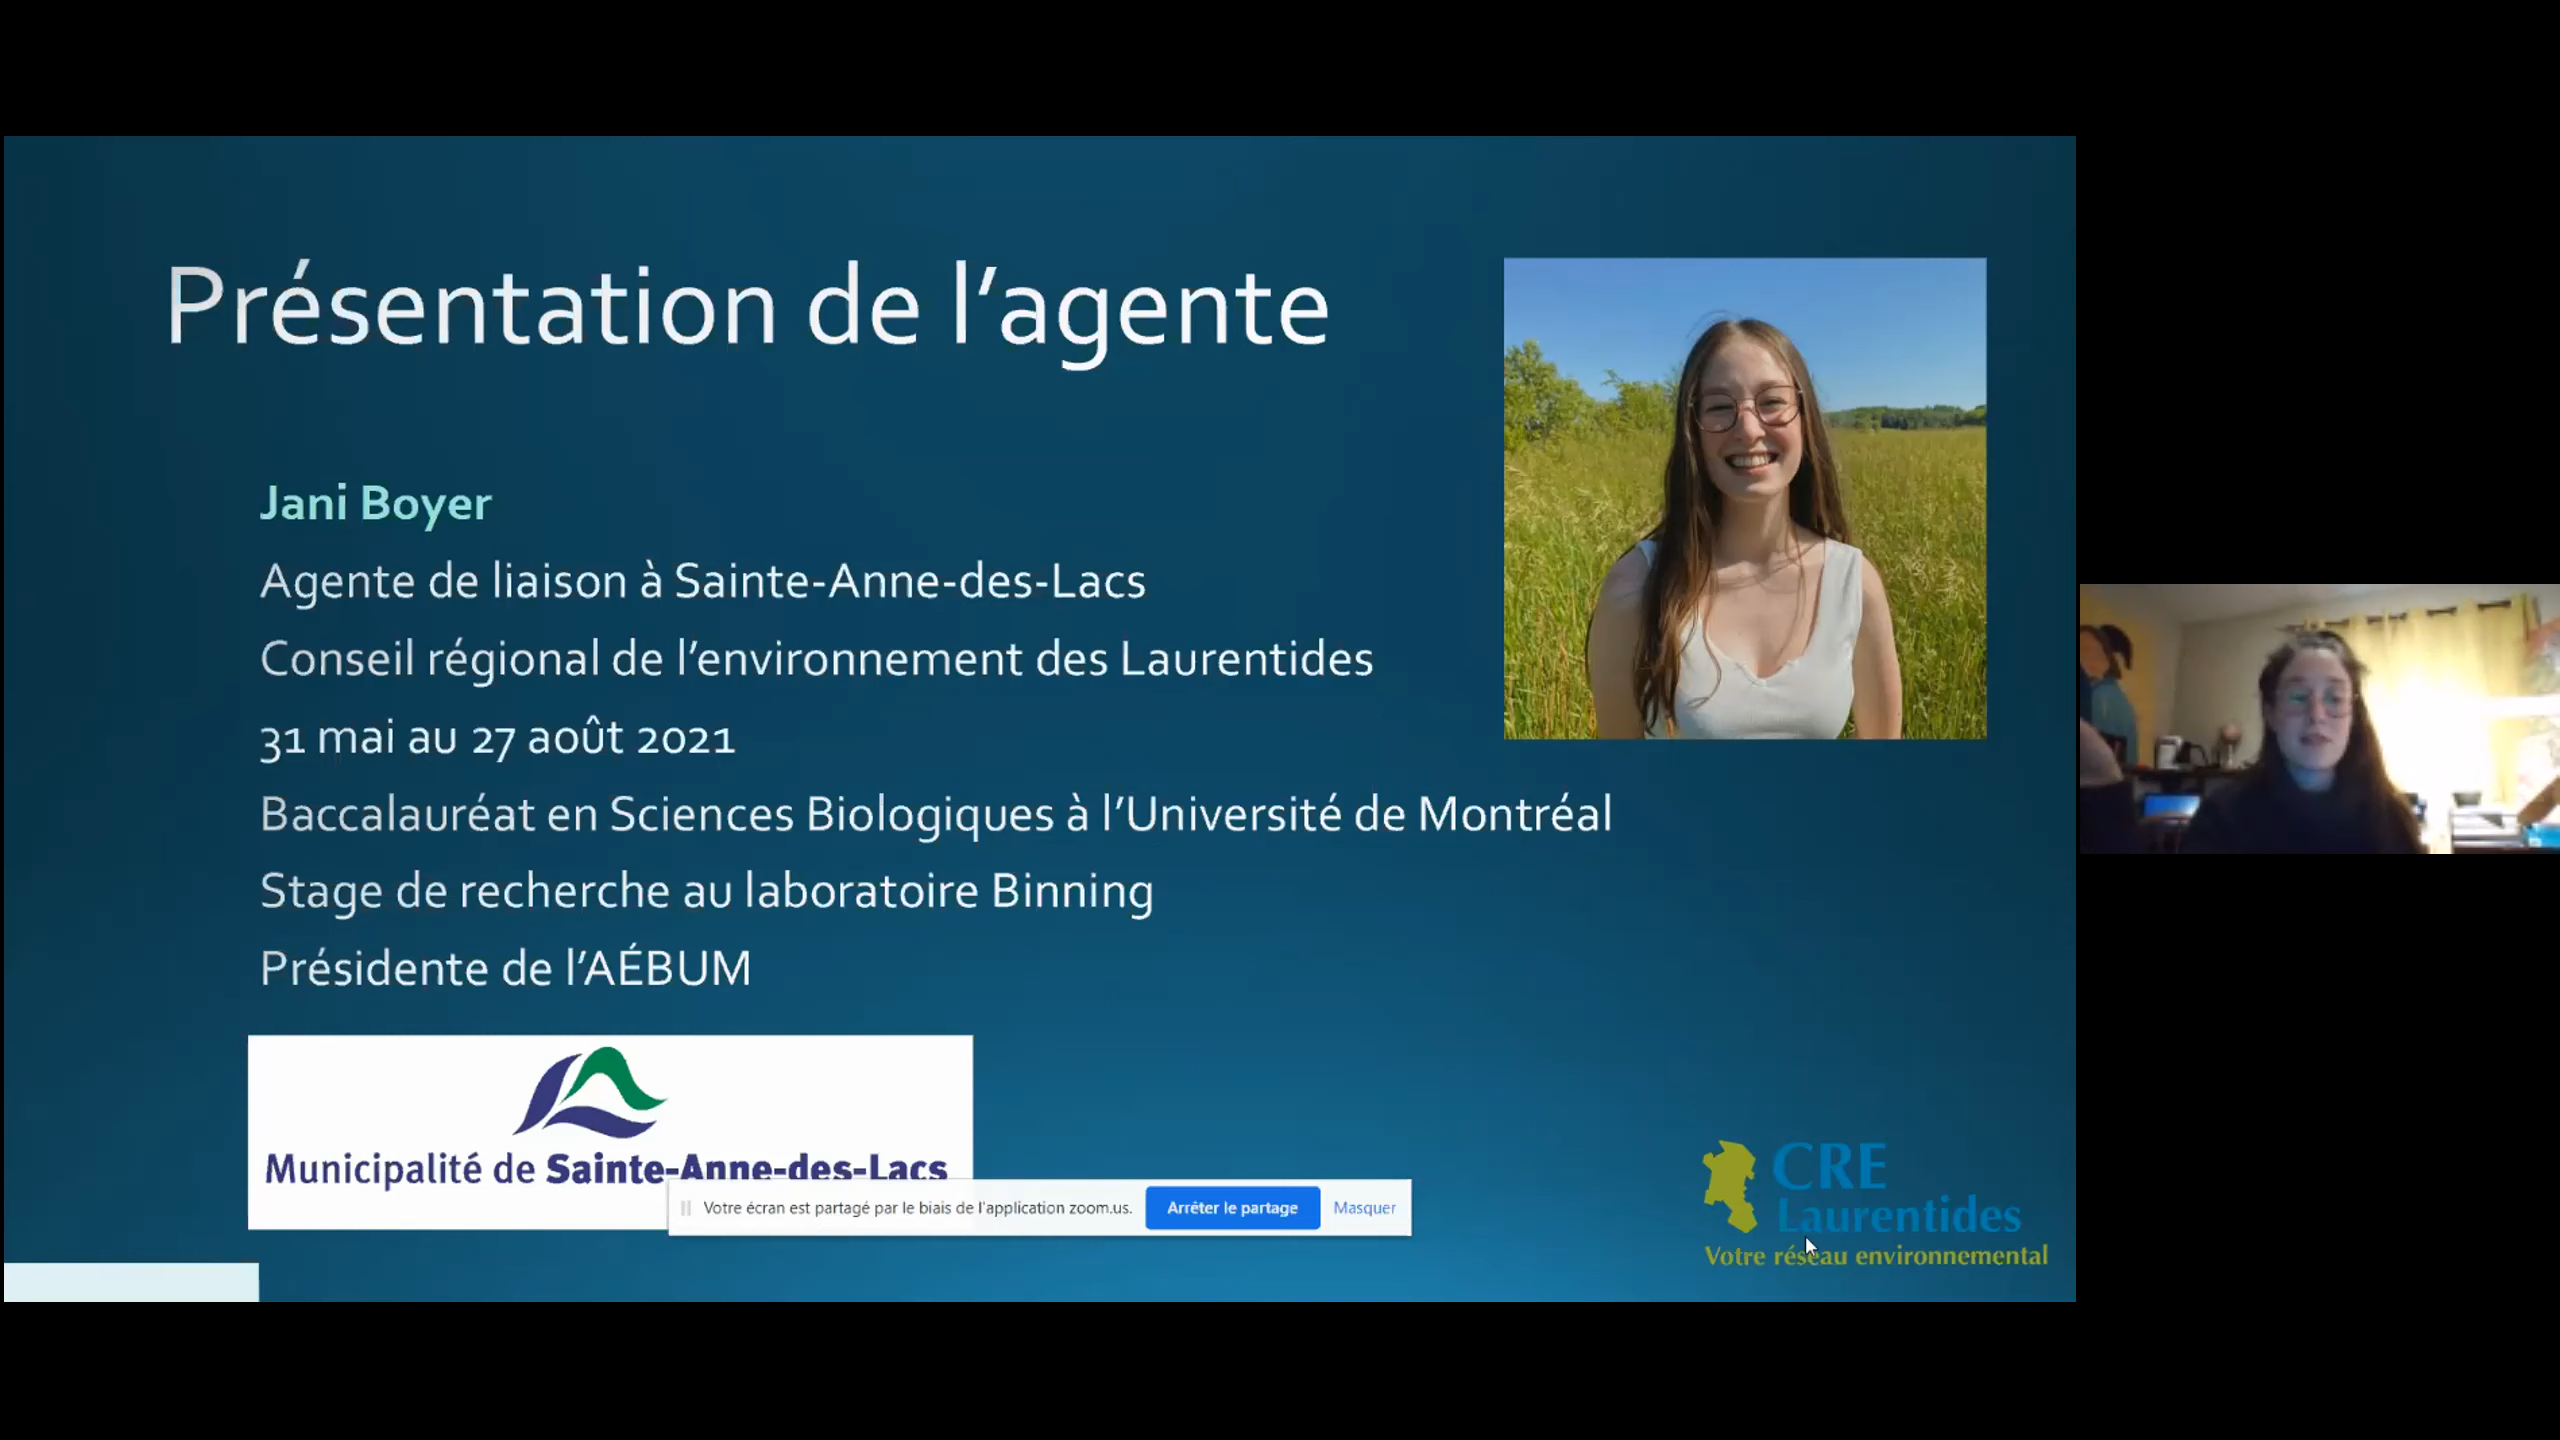 Présentation de l’agente
Jani Boyer
Agente de liaison à Sainte-Anne-des-Lacs
Conseil régional de l’environnement des Laurentides
31 mai au 27 août 2021
Baccalauréat en Sciences Biologiques à l’Université de Montréal
Stage de recherche au laboratoire Binning
Présidente de l’AÉBUM
Municipalité de Sainte-Anne-des-Lacs
Votre écran est partagé par le biais de l'application zoom.us. Arrêter le partage Masquer
CRE
Laurentides
Votre réseau environnemental